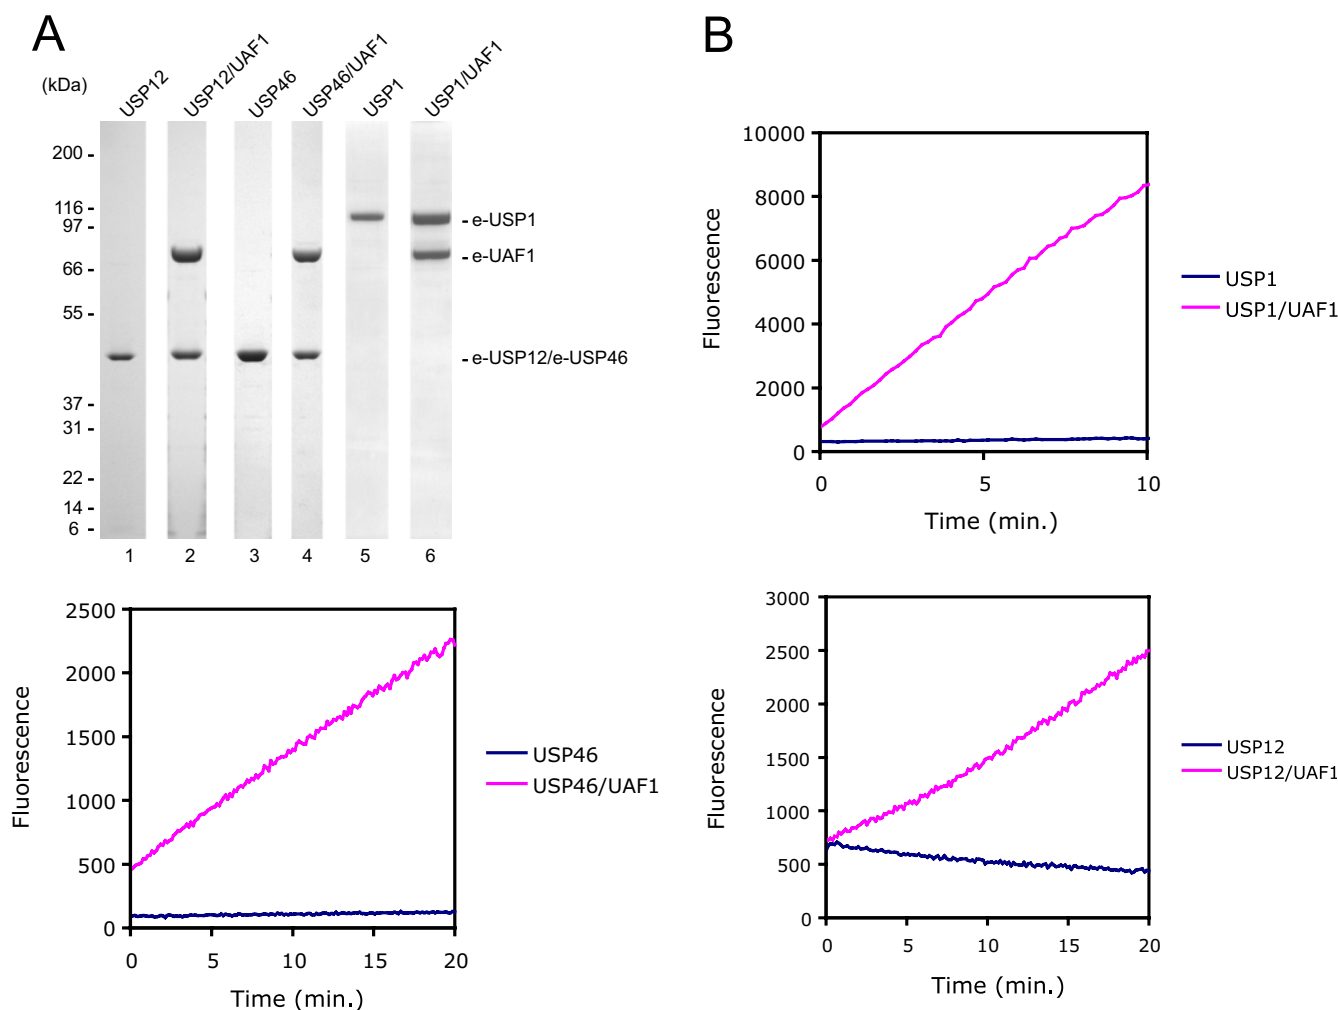 A
(kDa)
USP12
USP12/UAF1
USP46
USP46/UAF1
USP1
USP1/UAF1
200 -
116 -
97 -
66 -
55 -
37 -
31 -
22 -
14 -
6 -
- e-USP1
- e-UAF1
- e-USP12/e-USP46
1 2 3 4 5 6
B
10000
8000
6000
4000
2000
0
Fluorescence
0 5 10
Time (min.)
USP1
USP1/UAF1
2500
2000
1500
1000
500
0
Fluorescence
0 5 10 15 20
Time (min.)
USP46
USP46/UAF1
3000
2500
2000
1500
1000
500
0
Fluorescence
0 5 10 15 20
Time (min.)
USP12
USP12/UAF1